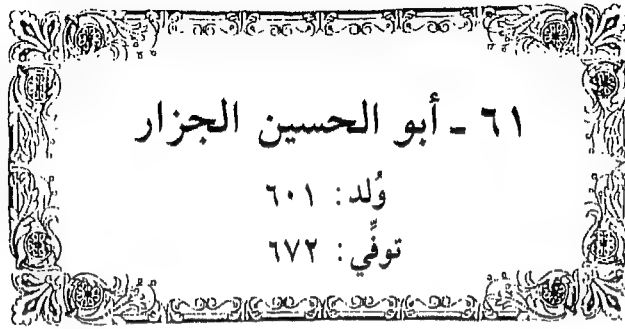 ٦١ - أبو الحسين الجزار
وُلد: ٦٠١
توفِّي: ٦٧٢